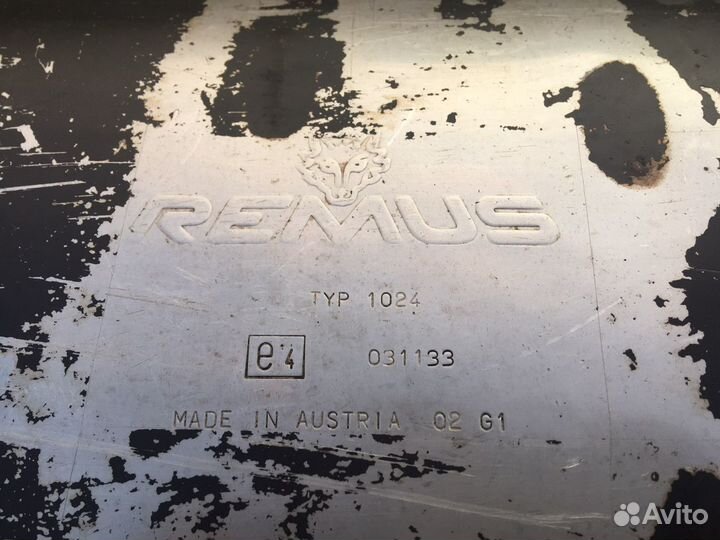 REMUS
TYP 1024
e4 031133
MADE IN AUSTRIA 02 G1
Avito